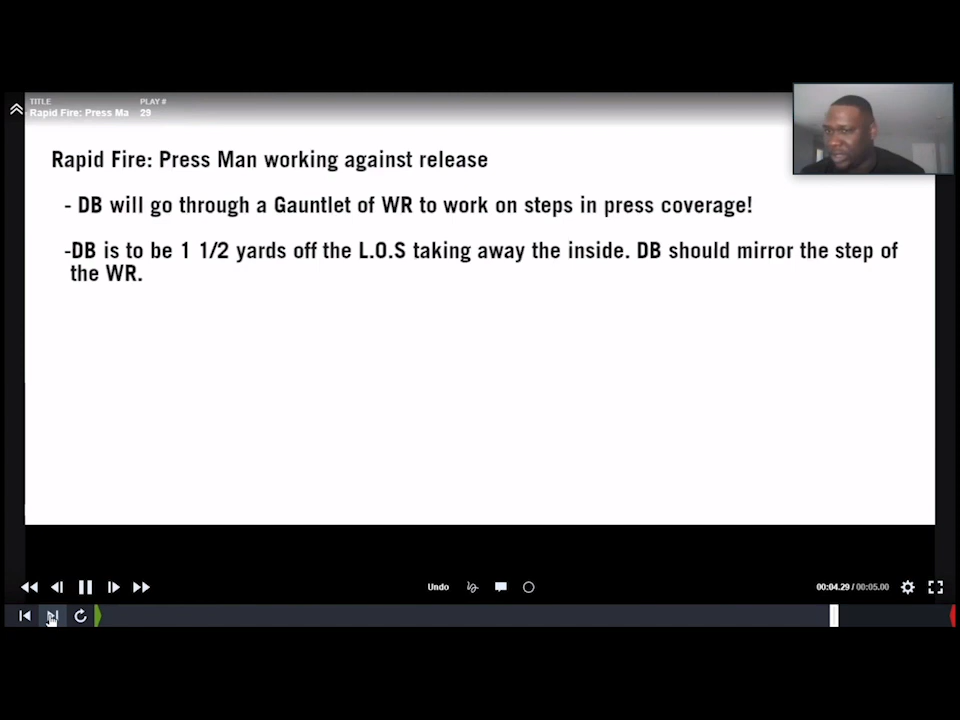 TITLE PLAY #
Rapid Fire: Press Ma 29
Rapid Fire: Press Man working against release
- DB will go through a Gauntlet of WR to work on steps in press coverage!
-DB is to be 1 1/2 yards off the L.O.S taking away the inside. DB should mirror the step of
the WR.
Undo 00:04.29 / 00:05.00